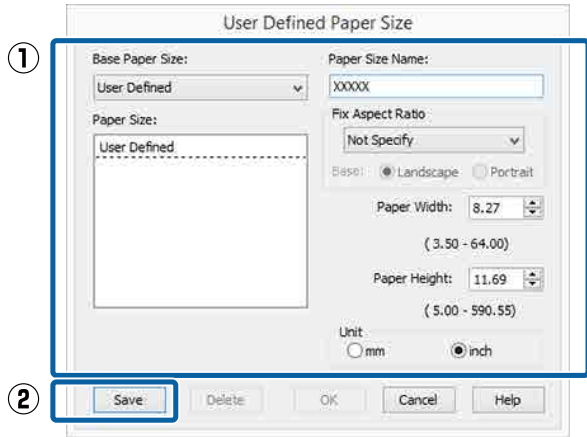 User Defined Paper Size
①
Base Paper Size:
User Defined
Paper Size:
User Defined
Paper Size Name:
XXXXX
Fix Aspect Ratio
Not Specify
Base: Landscape Portrait
Paper Width: 8.27
( 3.50 - 64.00)
Paper Height: 11.69
( 5.00 - 590.55)
Unit
mm inch
②
Save Delete OK Cancel Help